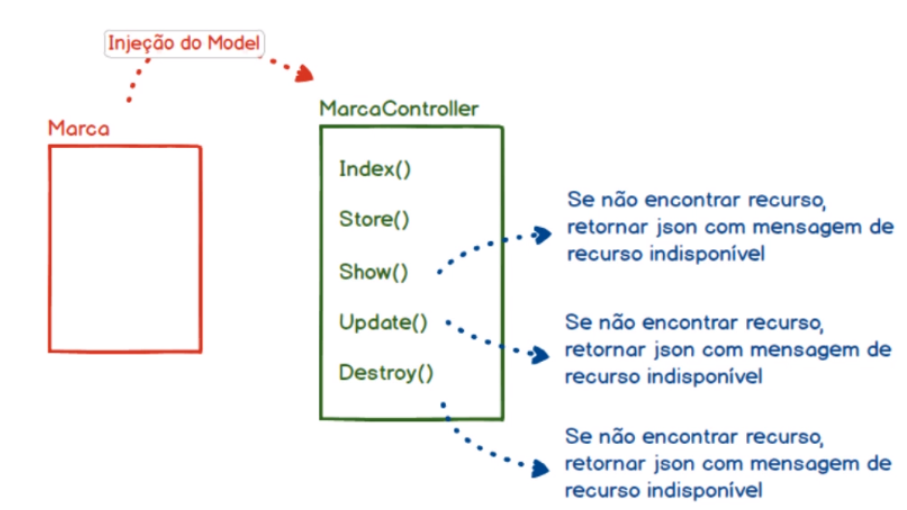 Injeção do Model
MarcaController
Marca
Index()
Store()
Show()
Update()
Destroy()
Se não encontrar recurso,
retornar json com mensagem de
recurso indisponível
Se não encontrar recurso,
retornar json com mensagem de
recurso indisponível
Se não encontrar recurso,
retornar json com mensagem de
recurso indisponível